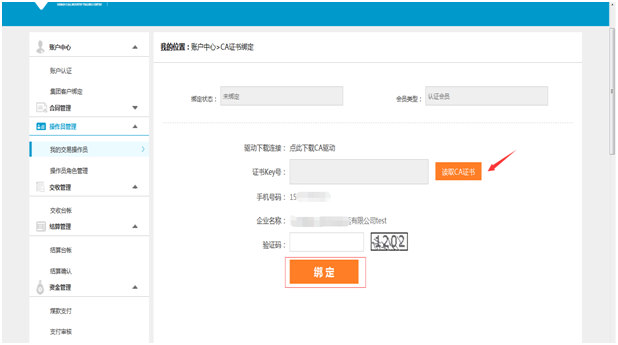 账户中心
账户认证
集团客户绑定
合同管理
操作员管理
我的交易操作员
操作员角色管理
交收管理
交收台帐
结算管理
结算台帐
结算确认
资金管理
煤款支付
支付审核
我的位置：账户中心>CA证书绑定
绑定状态： 未绑定
会员类型： 认证会员
驱动下载连接： 点此下载CA驱动
证书Key号：
读取CA证书
手机号码： 15
企业名称： 有限公司test
验证码： 1202
绑 定